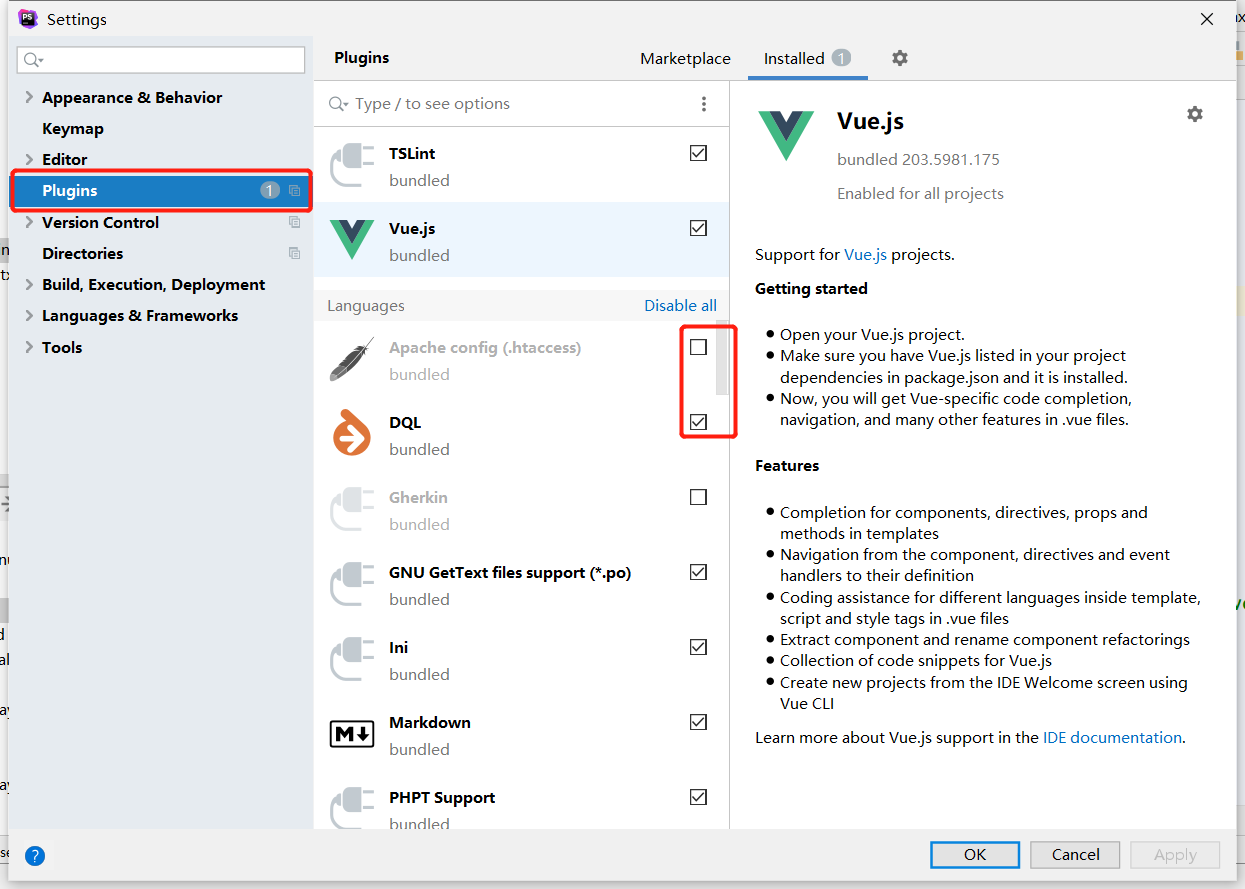 Settings
Appearance & Behavior
Keymap
Editor
Plugins 1
Version Control
Directories
Build, Execution, Deployment
Languages & Frameworks
Tools
Plugins
Marketplace
Installed 1
Type / to see options
TSLint
bundled
Vue.js
bundled
Languages Disable all
Apache config (.htaccess)
bundled
DQL
bundled
Gherkin
bundled
GNU GetText files support (*.po)
bundled
Ini
bundled
Markdown
bundled
PHPT Support
bundled
Vue.js
bundled 203.5981.175
Enabled for all projects
Support for Vue.js projects.
Getting started
Open your Vue.js project.
Make sure you have Vue.js listed in your project
dependencies in package.json and it is installed.
Now, you will get Vue-specific code completion,
navigation, and many other features in .vue files.
Features
Completion for components, directives, props and
methods in templates
Navigation from the component, directives and event
handlers to their definition
Coding assistance for different languages inside template,
script and style tags in .vue files
Extract component and rename component refactorings
Collection of code snippets for Vue.js
Create new projects from the IDE Welcome screen using
Vue CLI
Learn more about Vue.js support in the IDE documentation.
?
OK
Cancel
Apply